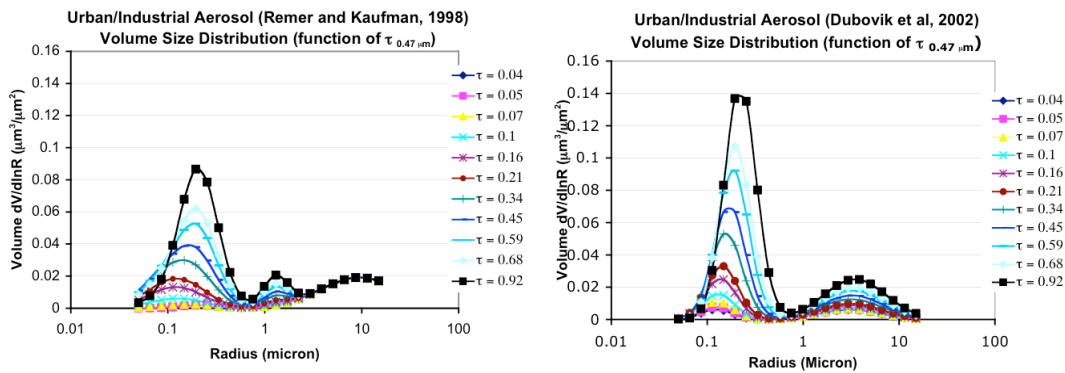 Urban/Industrial Aerosol (Remer and Kaufman, 1998)
Volume Size Distribution (function of τ 0.47 μm)
0.16
0.14
0.12
0.1
0.08
0.06
0.04
0.02
0
0.01
0.1
1
10
100
Volume dV/dlnR (μm³/μm²)
Radius (micron)
τ = 0.04
τ = 0.05
τ = 0.07
τ = 0.1
τ = 0.16
τ = 0.21
τ = 0.34
τ = 0.45
τ = 0.59
τ = 0.68
τ = 0.92
Urban/Industrial Aerosol (Dubovik et al, 2002)
Volume Size Distribution (function of τ 0.47 μm)
0.16
0.14
0.12
0.1
0.08
0.06
0.04
0.02
0
0.01
0.1
1
10
100
Volume dV/dlnR (μm³/μm²)
Radius (Micron)
τ = 0.04
τ = 0.05
τ = 0.07
τ = 0.1
τ = 0.16
τ = 0.21
τ = 0.34
τ = 0.45
τ = 0.59
τ = 0.68
τ = 0.92